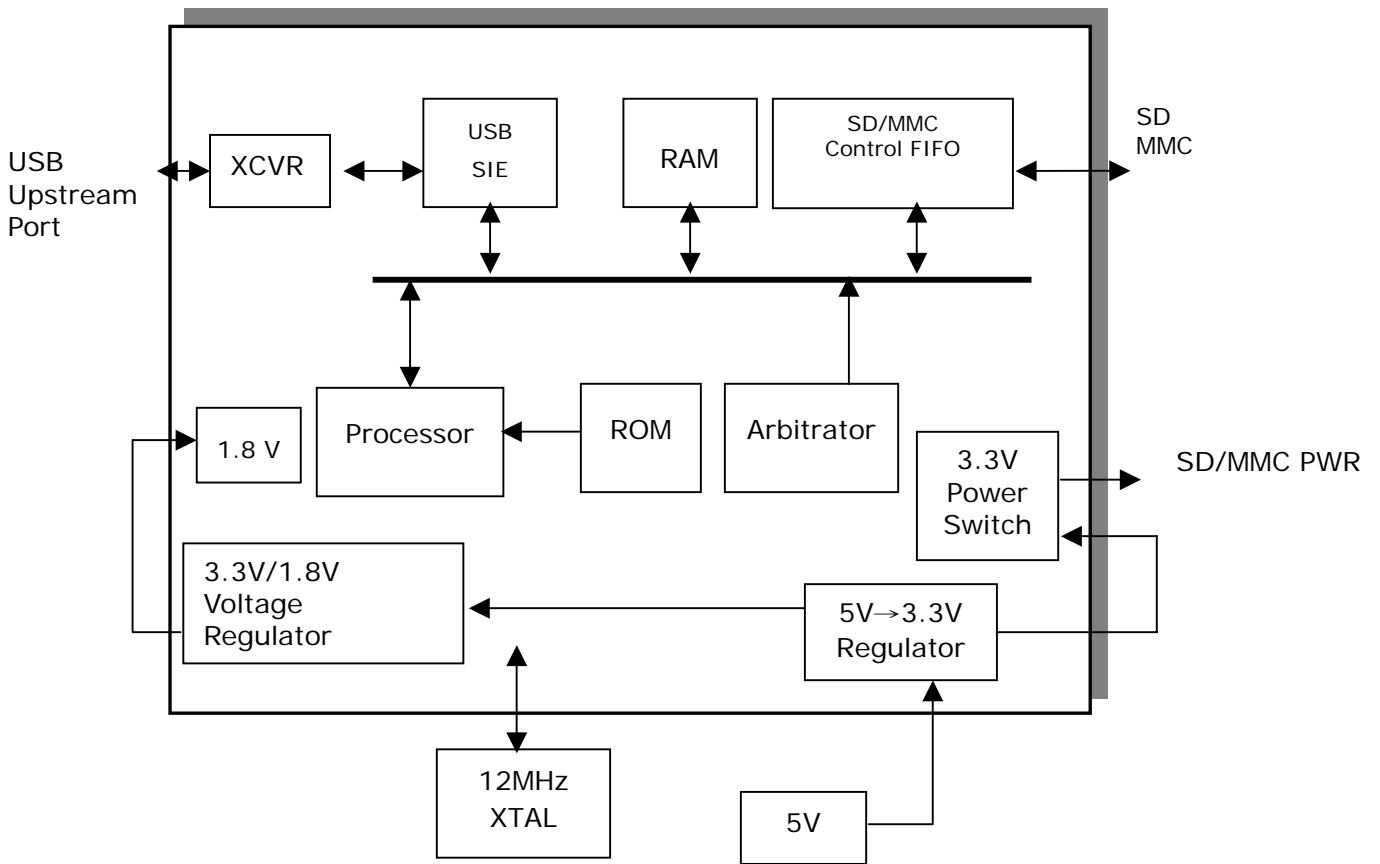 USB
Upstream
Port
XCVR
USB
SIE
RAM
SD/MMC
Control FIFO
SD
MMC
1.8 V
Processor
ROM
Arbitrator
3.3V
Power
Switch
SD/MMC PWR
3.3V/1.8V
Voltage
Regulator
5V→3.3V
Regulator
12MHz
XTAL
5V